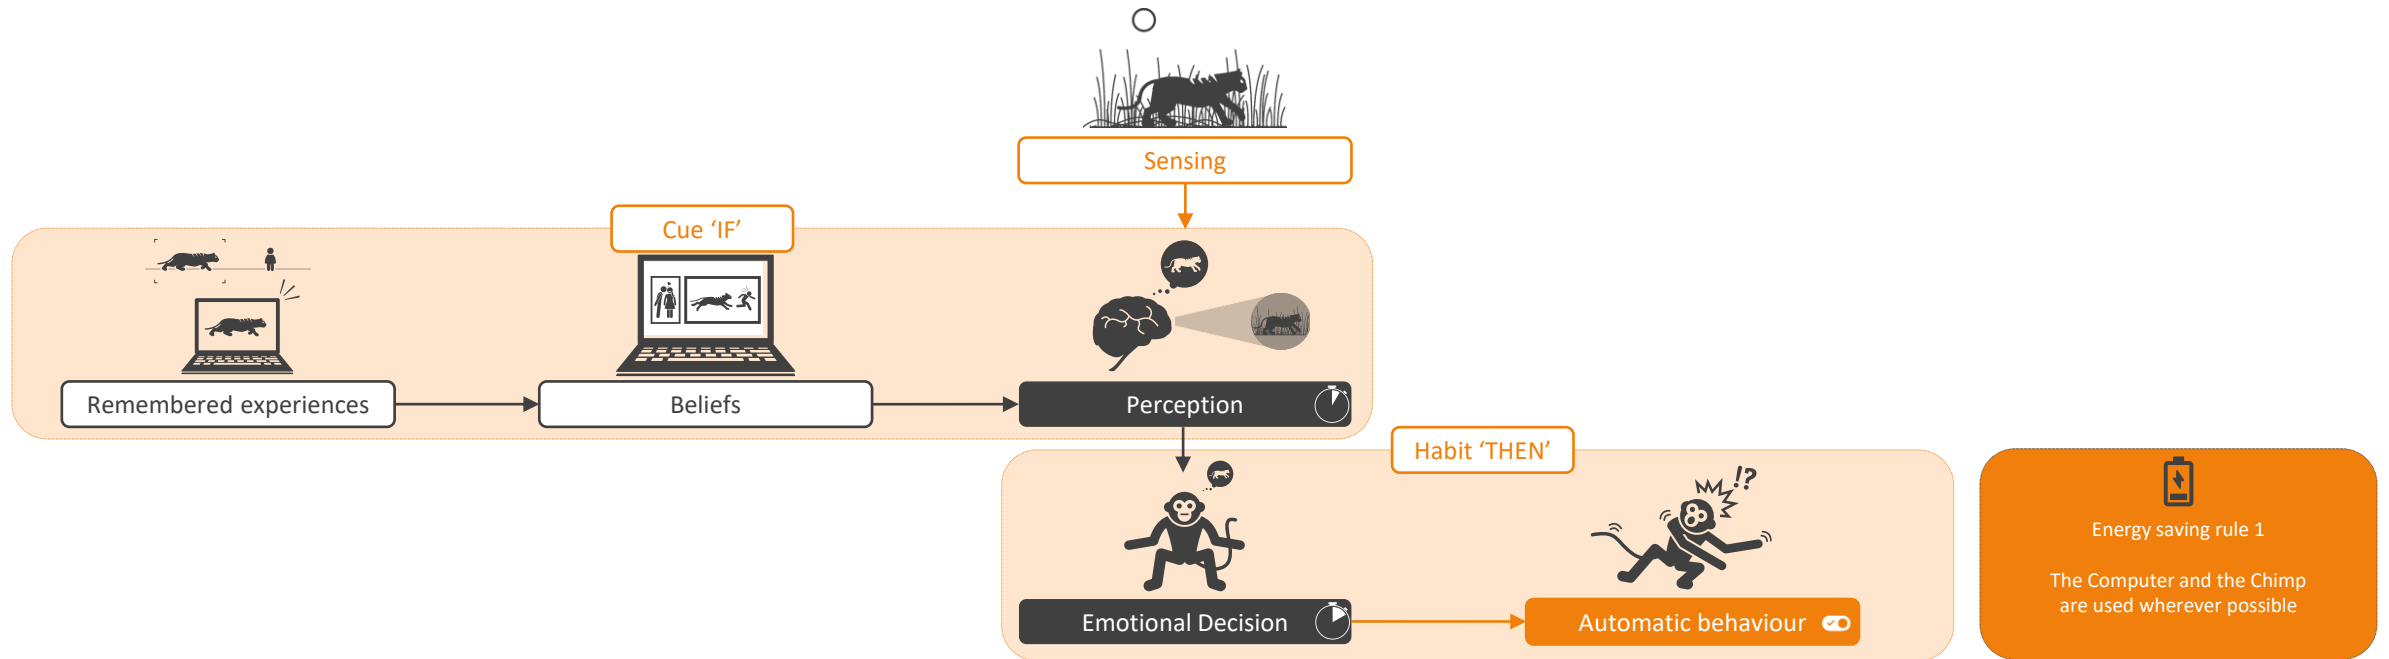 Sensing
Cue ‘IF’
Remembered experiences
Beliefs
Perception
Habit ‘THEN’
!?
Emotional Decision
Automatic behaviour
Energy saving rule 1
The Computer and the Chimp
are used wherever possible